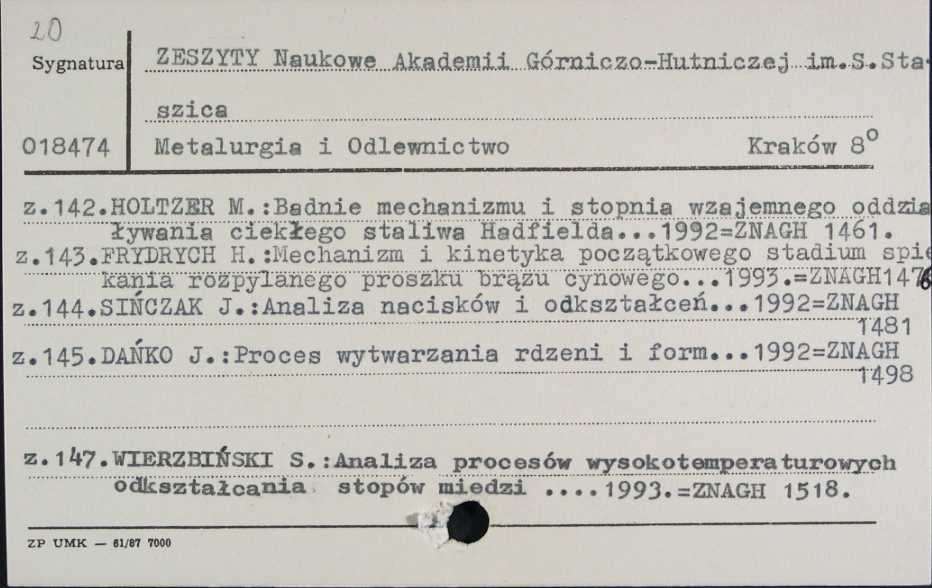 20
Sygnatura
ZESZYTY Naukowe Akademii Górniczo-Hutniczej im.S.Sta-
szica
018474
Metalurgia i Odlewnictwo Kraków 8º
z.142.HOLTZER M.:Badnie mechanizmu i stopnia wzajemnego oddzia
ływania ciekłego staliwa Hadfielda...1992=ZNAGH 1461.
z.143.FRYDRYCH H.:Mechanizm i kinetyka początkowego stadium spie
kania rozpylanego proszku brązu cynowego...1993.=ZNAGH1476
z.144.SIŃCZAK J.:Analiza nacisków i odkształceń...1992=ZNAGH
1481
z.145.DAŃKO J.:Proces wytwarzania rdzeni i form...1992=ZNAGH
1498
z.147.WIERZBIŃSKI S.:Analiza procesów wysokotemperaturowych
odkształcania stopów miedzi ....1993.=ZNAGH 1518.
ZP UMK — 61/87 7000